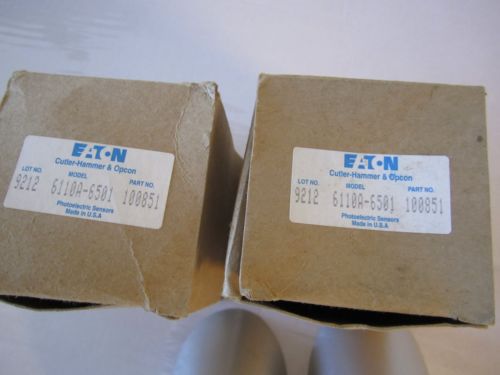 EATON
Cutler-Hammer & Opcon
LOT NO. MODEL PART NO.
9212 6110A-6501 100851
Photoelectric Sensors
Made in U.S.A
EATON
Cutler-Hammer & Opcon
LOT NO. MODEL PART NO.
9212 6110A-6501 100851
Photoelectric Sensors
Made in U.S.A